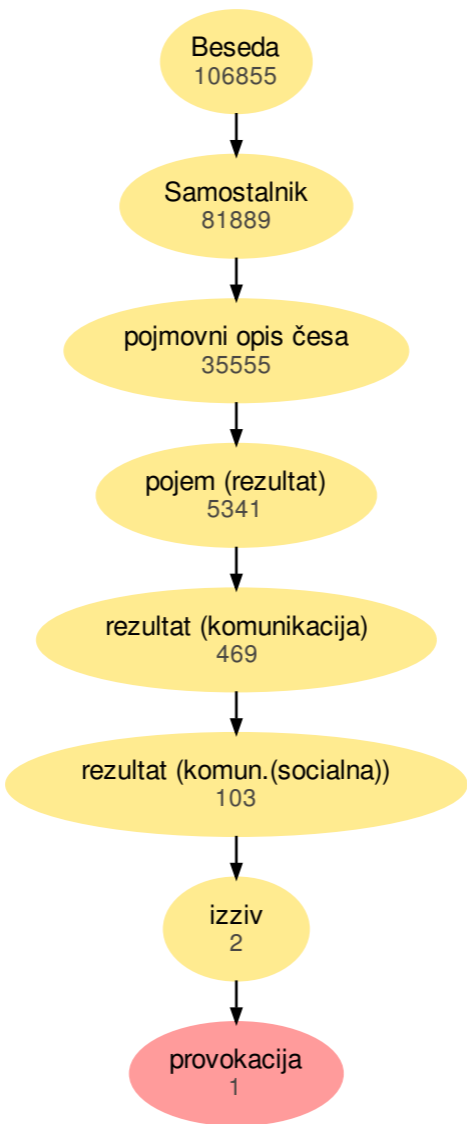 Beseda
106855
Samostalnik
81889
pojmovni opis česa
35555
pojem (rezultat)
5341
rezultat (komunikacija)
469
rezultat (komun.(socialna))
103
izziv
2
provokacija
1